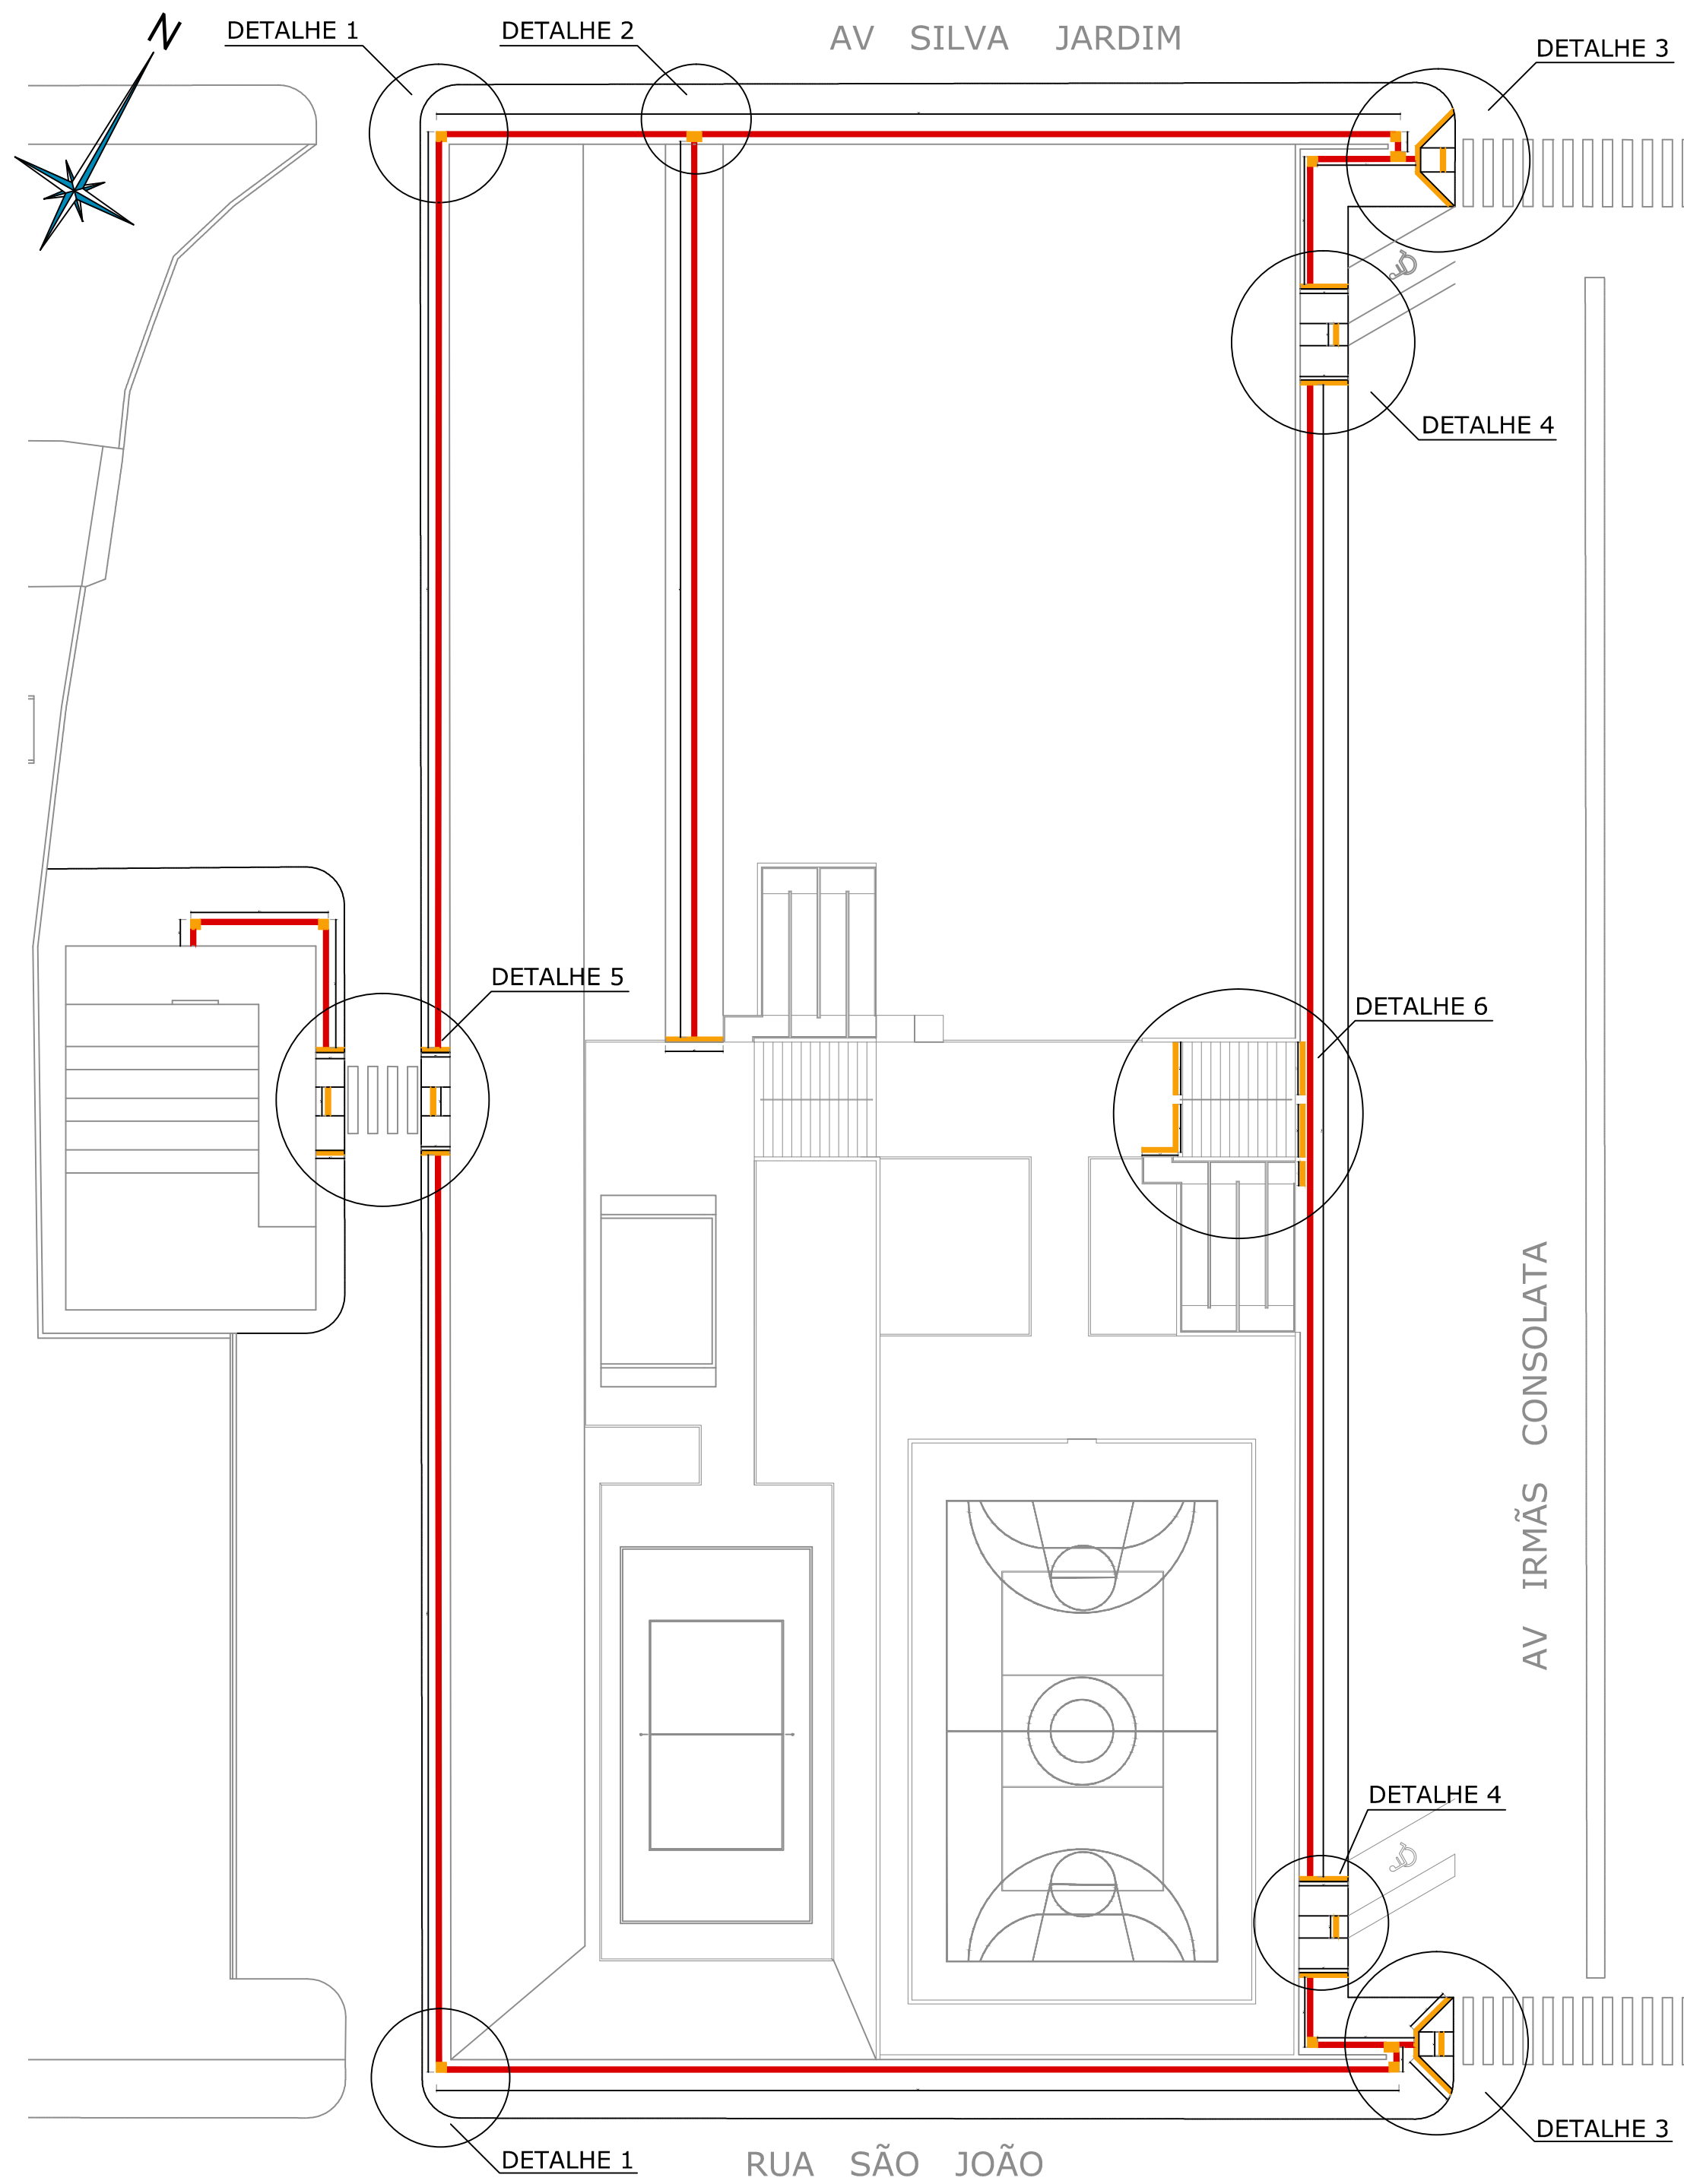 N
DETALHE 1
DETALHE 2
AV SILVA JARDIM
DETALHE 3
DETALHE 4
DETALHE 5
DETALHE 6
AV IRMÃS CONSOLATA
DETALHE 4
DETALHE 3
DETALHE 1
RUA SÃO JOÃO